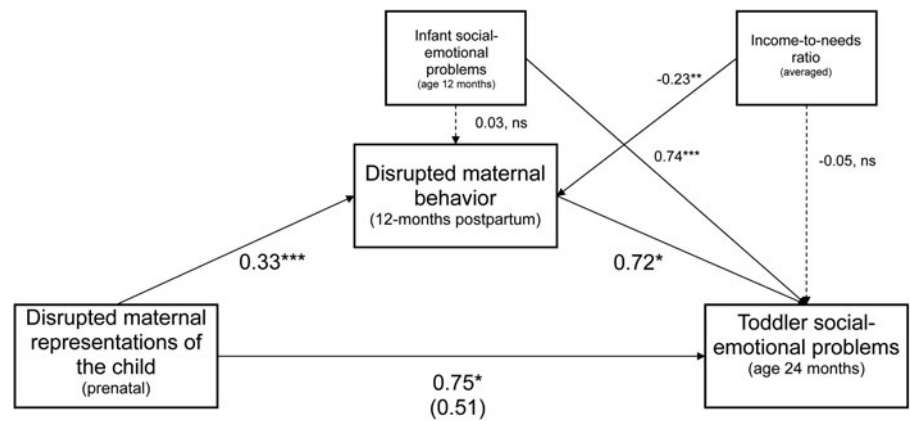 Infant social-
emotional
problems
(age 12 months)
Income-to-needs
ratio
(averaged)
-0.23**
0.03, ns
0.74***
-0.05, ns
Disrupted maternal
behavior
(12-months postpartum)
0.33***
0.72*
Disrupted maternal
representations of
the child
(prenatal)
Toddler social-
emotional problems
(age 24 months)
0.75*
(0.51)